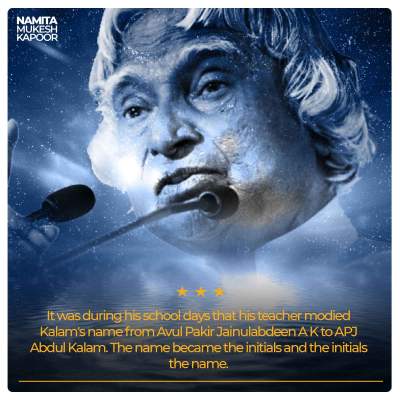 NAMITA
MUKESH
KAPOOR
It was during his school days that his teacher modied
Kalam's name from Avul Pakir Jainulabdeen A K to APJ
Abdul Kalam. The name became the initials and the initials
the name.